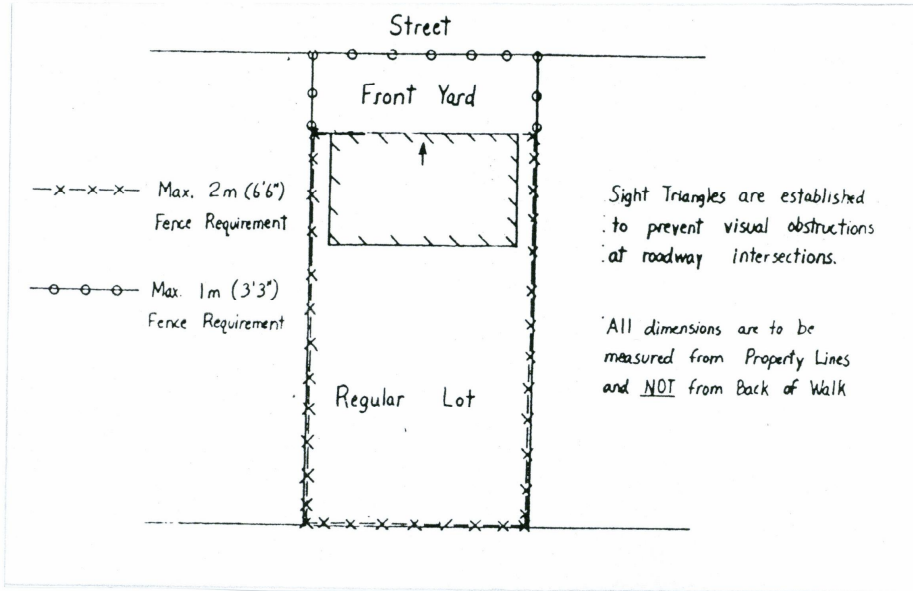 Street
Front Yard
Max. 2m (6'6")
Fence Requirement
Max. 1m (3'3")
Fence Requirement
Regular Lot
Sight Triangles are established
to prevent visual obstructions
at roadway intersections.
All dimensions are to be
measured from Property Lines
and NOT from Back of Walk